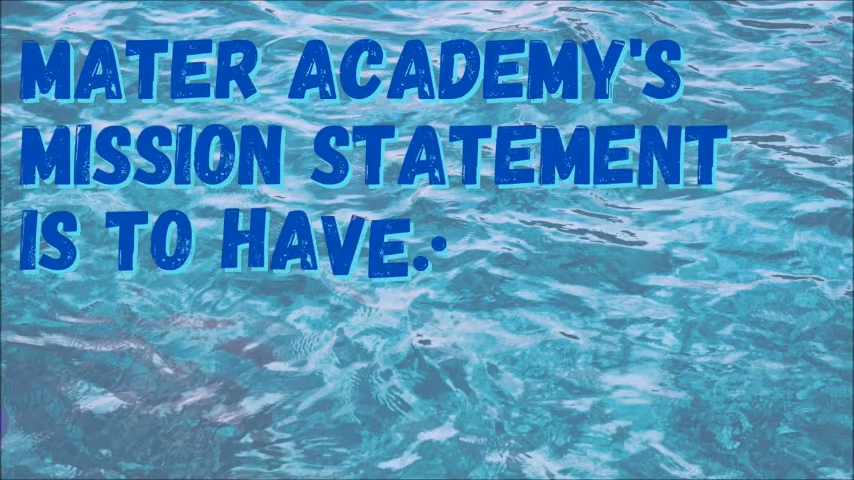 MATER ACADEMY'S
MISSION STATEMENT
IS TO HAVE: